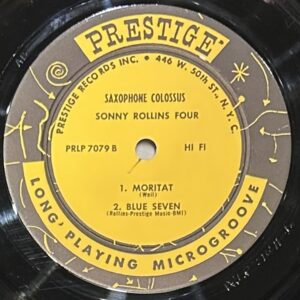 PRESTIGE
PRESTIGE RECORDS INC. • 446 W. 50th ST., N.Y.C.
SAXOPHONE COLOSSUS
SONNY ROLLINS FOUR
PRLP 7079 B
HI FI
1. MORITAT
(Weill)
2. BLUE SEVEN
(Rollins-Prestige Music-BMI)
LONG PLAYING MICROGROOVE